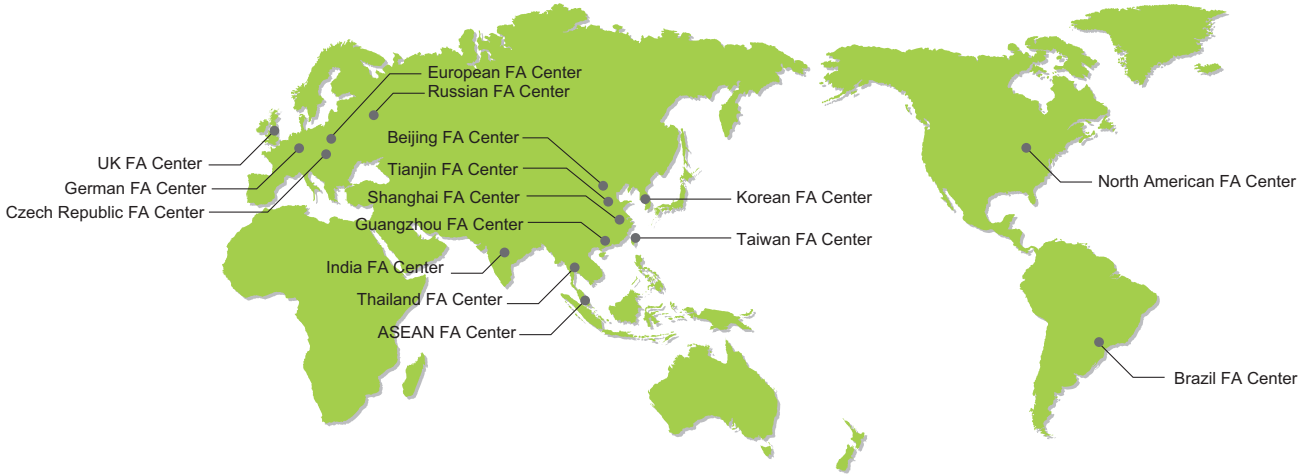 European FA Center
Russian FA Center
Beijing FA Center
UK FA Center
Tianjin FA Center
German FA Center
North American FA Center
Shanghai FA Center
Korean FA Center
Czech Republic FA Center
Guangzhou FA Center
Taiwan FA Center
India FA Center
Thailand FA Center
ASEAN FA Center
Brazil FA Center